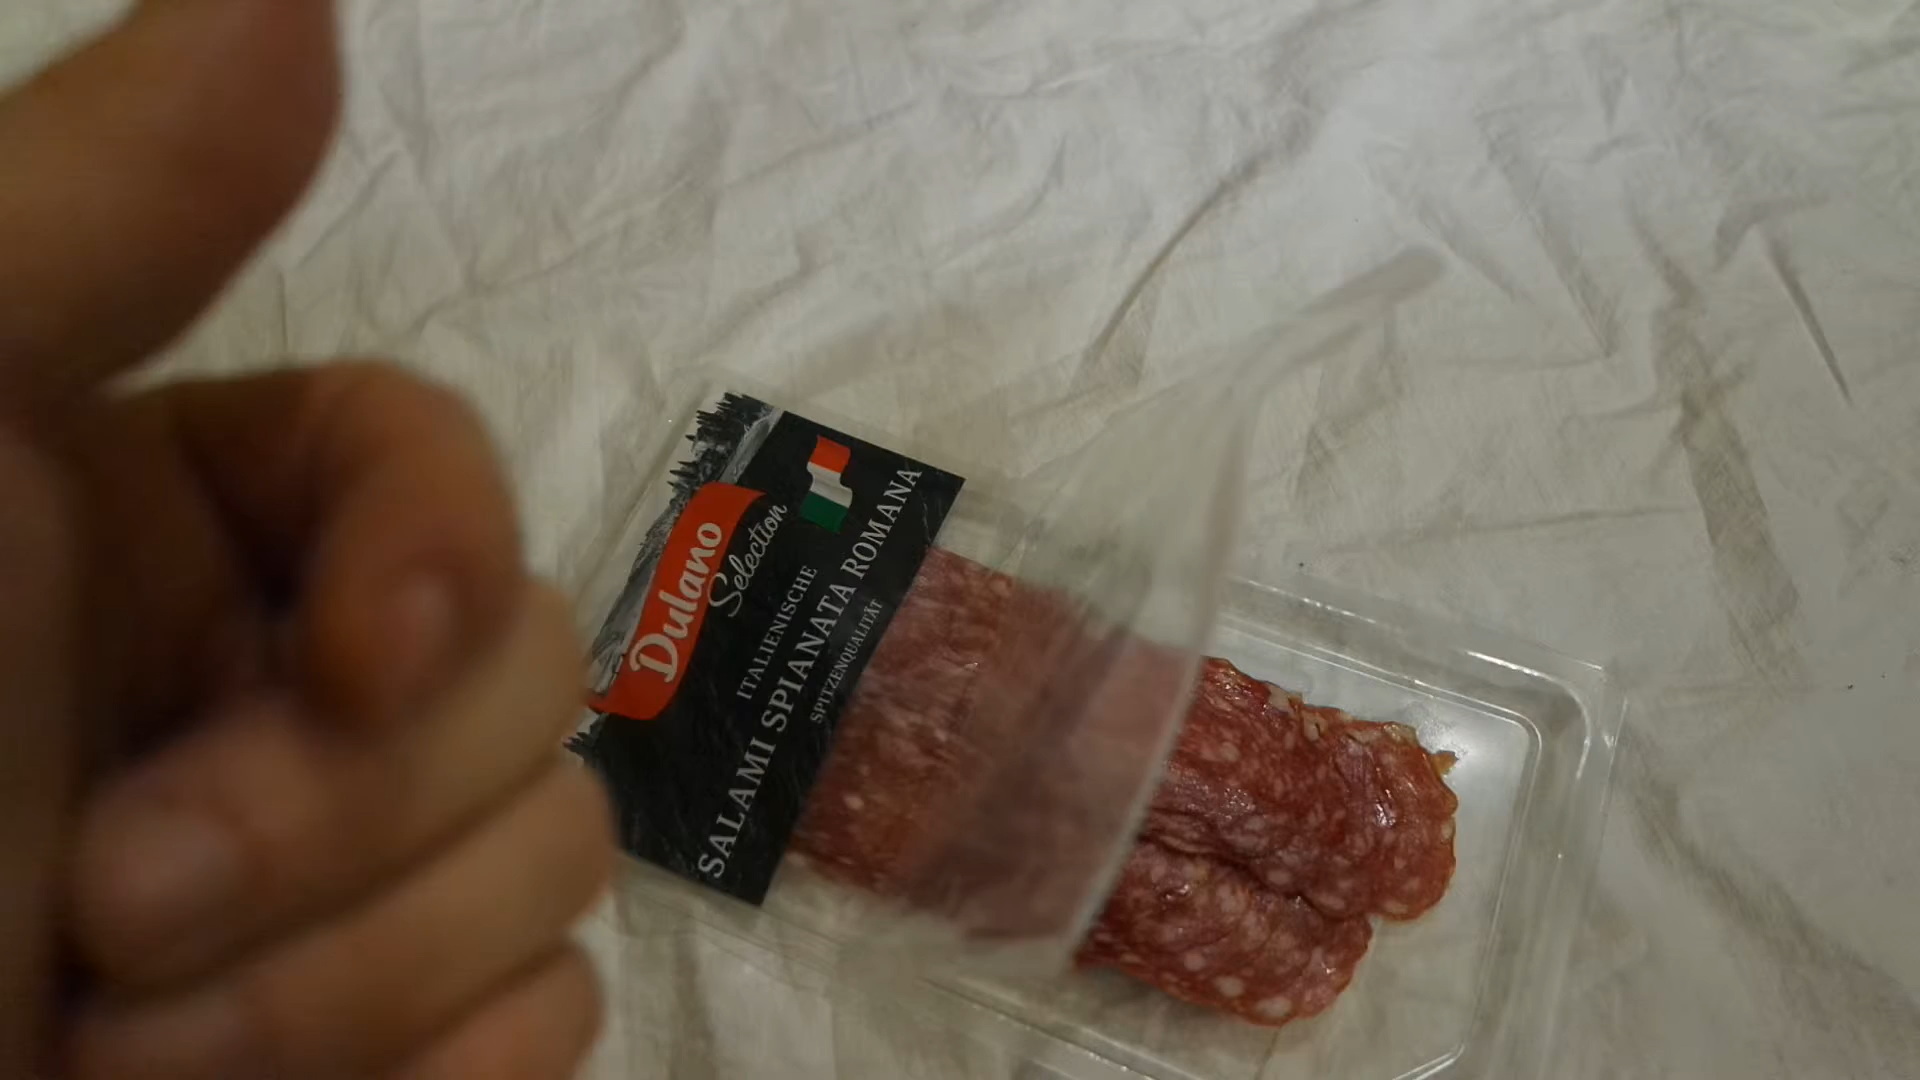 Dulano
Selection
ITALIENISCHE
SALAMI SPIANATA ROMANA
SPITZENQUALITÄT